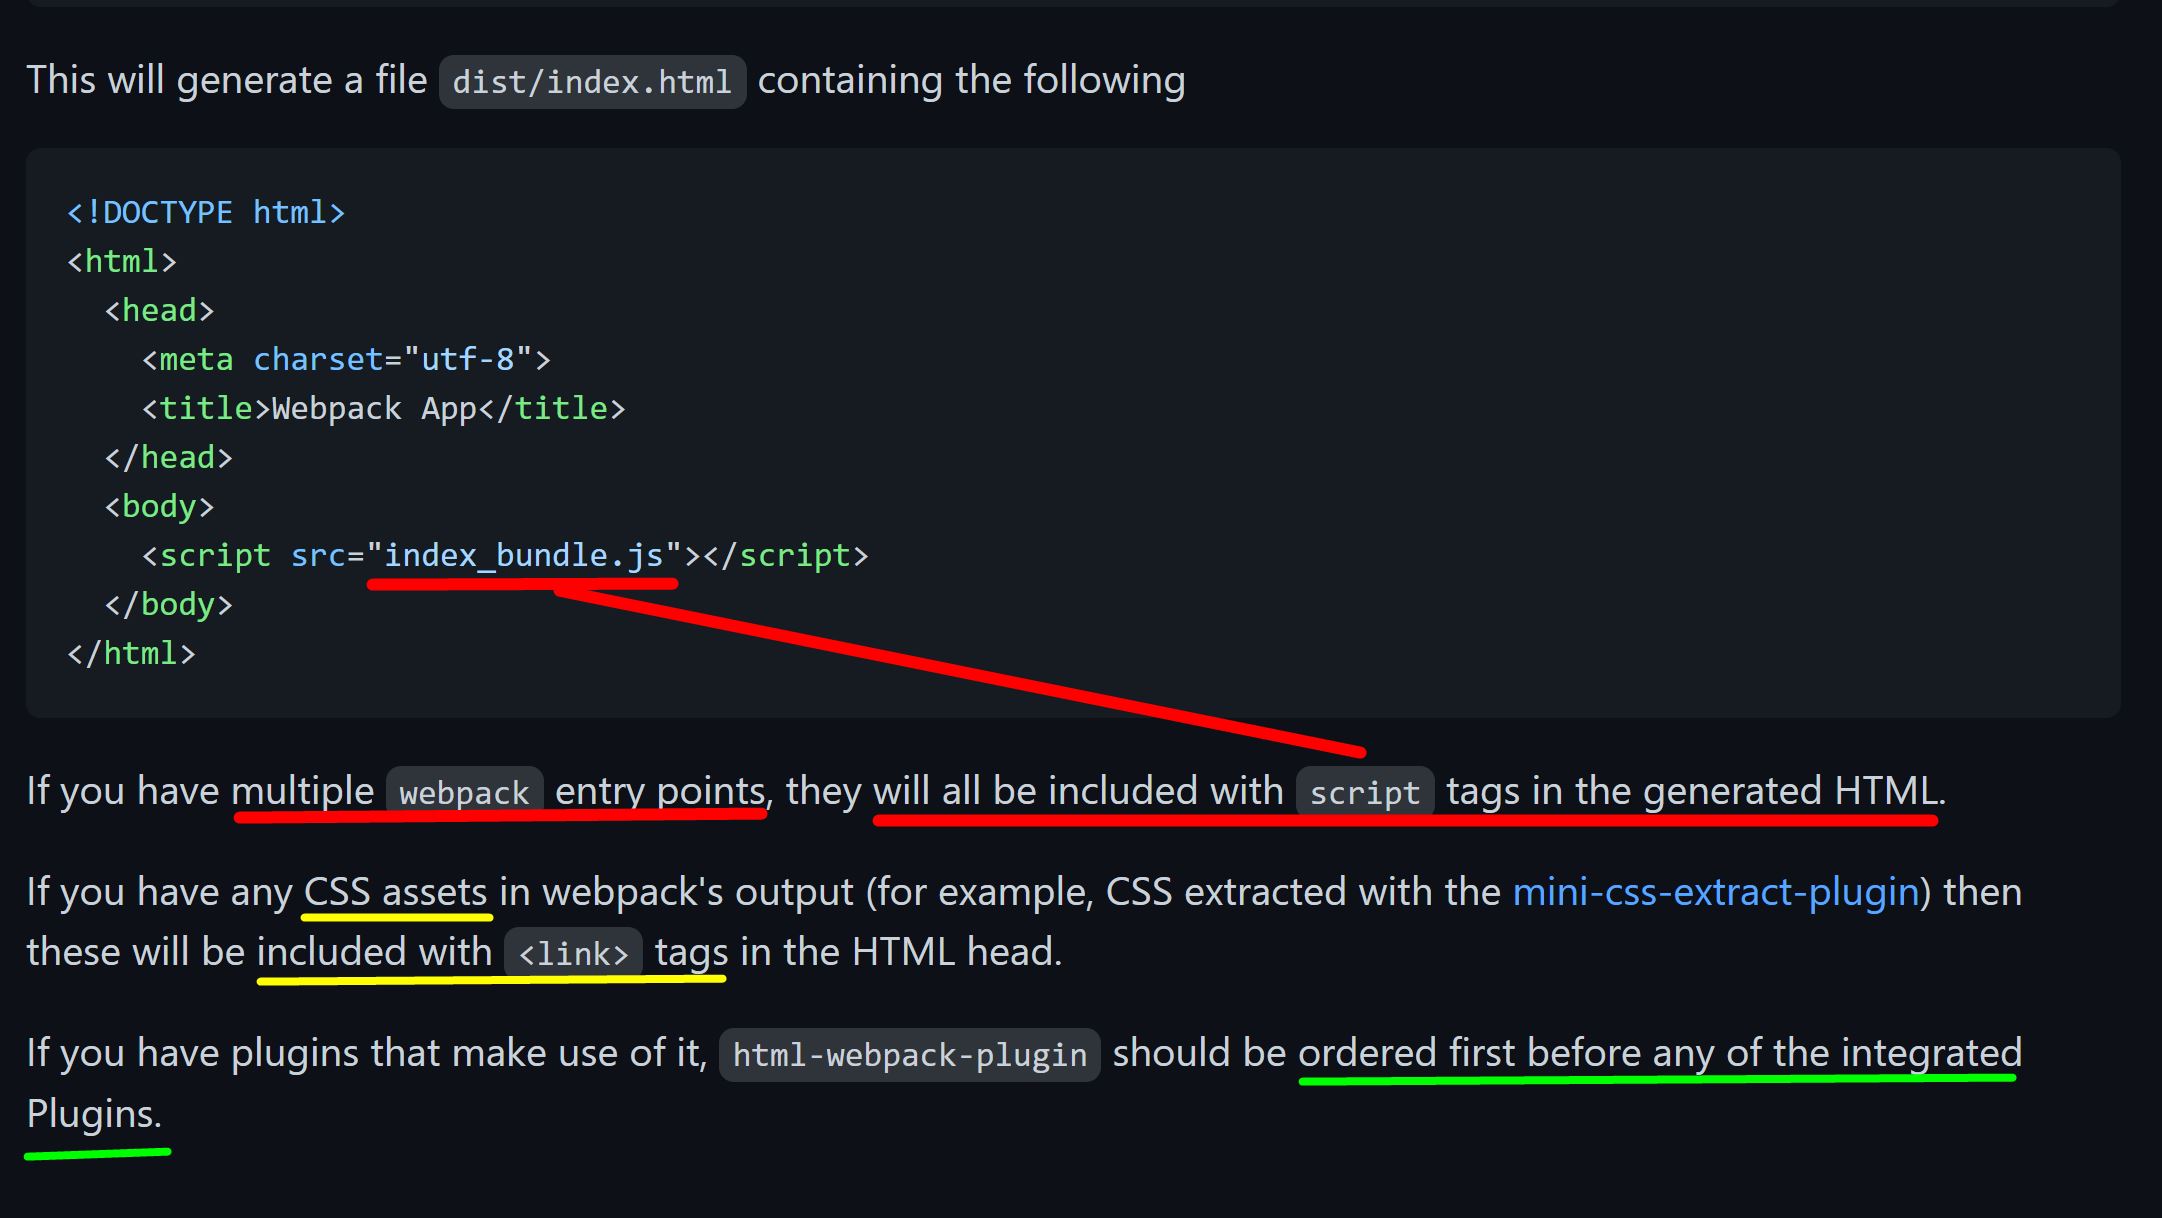 This will generate a file dist/index.html containing the following
<!DOCTYPE html>
<html>
  <head>
    <meta charset="utf-8">
    <title>Webpack App</title>
  </head>
  <body>
    <script src="index_bundle.js"></script>
  </body>
</html>
If you have multiple webpack entry points, they will all be included with script tags in the generated HTML.
If you have any CSS assets in webpack's output (for example, CSS extracted with the mini-css-extract-plugin) then
these will be included with <link> tags in the HTML head.
If you have plugins that make use of it, html-webpack-plugin should be ordered first before any of the integrated
Plugins.